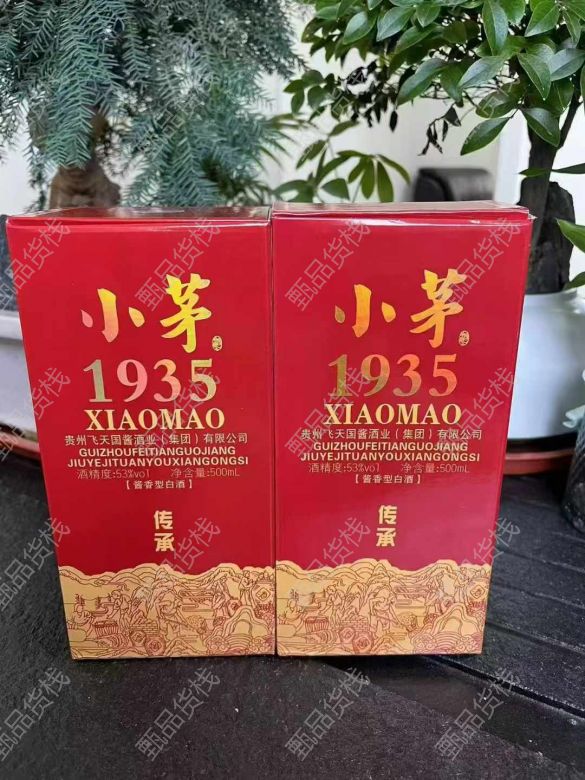 小茅
1935
XIAOMAO
贵州飞天国酱酒业（集团）有限公司
GUIZHOUFEITIANGUOJIANG
JIUYEJITUANYOUXIANGONGSI
酒精度:53%vol 净含量:500mL
【酱香型白酒】
传承
小茅
1935
XIAOMAO
贵州飞天国酱酒业（集团）有限公司
GUIZHOUFEITIANGUOJIANG
JIUYEJITUANYOUXIANGONGSI
酒精度:53%vol 净含量:500mL
【酱香型白酒】
传承
甄品货栈